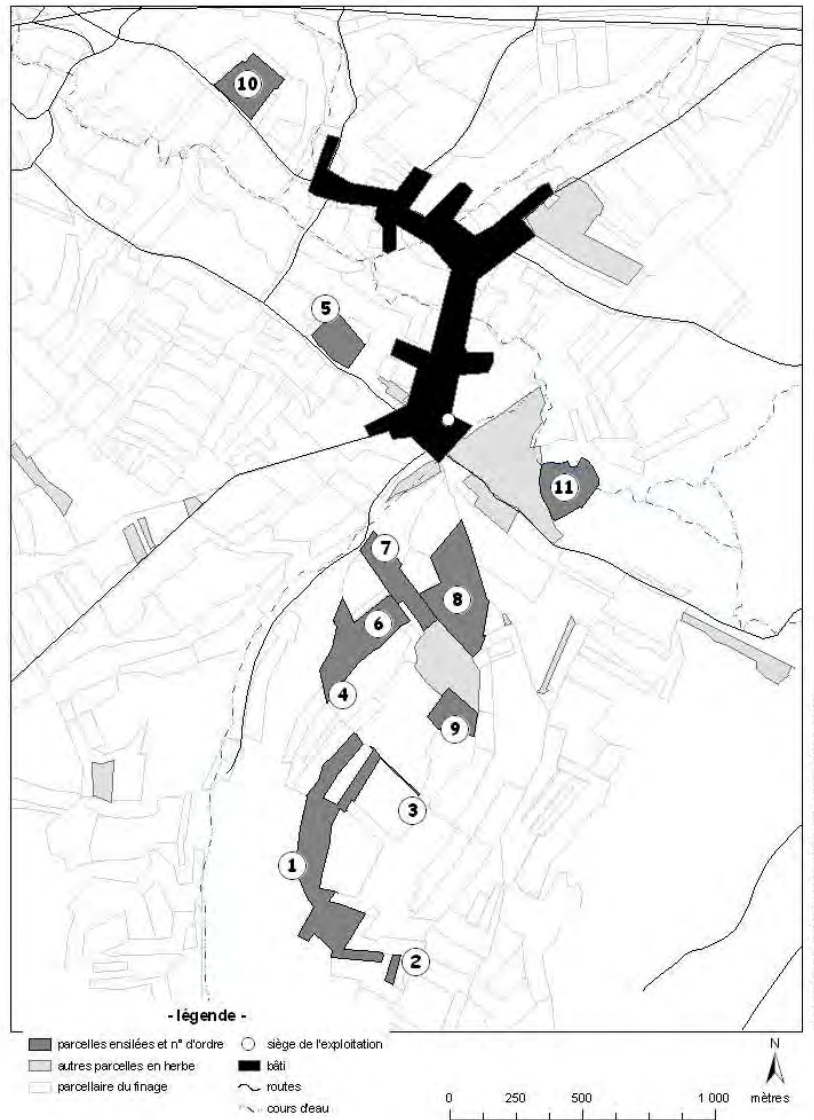 10
5
11
7
8
6
4
9
3
1
2
- légende -
parcelles ensilées et n° d'ordre
siège de l'exploitation
autres parcelles en herbe
bâti
parcellaire du finage
routes
cours d'eau
N
0 250 500 1 000 mètres